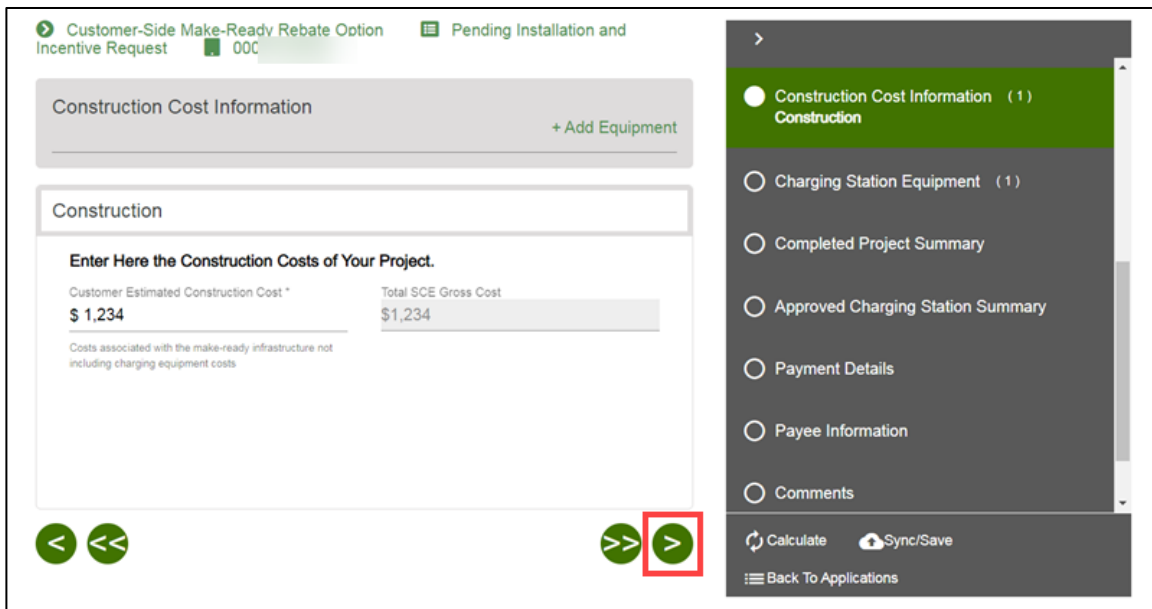 Customer-Side Make-Ready Rebate Option Pending Installation and
Incentive Request 000
Construction Cost Information
+ Add Equipment
Construction
Enter Here the Construction Costs of Your Project.
Customer Estimated Construction Cost * Total SCE Gross Cost
$ 1,234 $1,234
Costs associated with the make-ready infrastructure not
including charging equipment costs
< << >> >
>
Construction Cost Information (1)
Construction
Charging Station Equipment (1)
Completed Project Summary
Approved Charging Station Summary
Payment Details
Payee Information
Comments
Calculate Sync/Save
Back To Applications